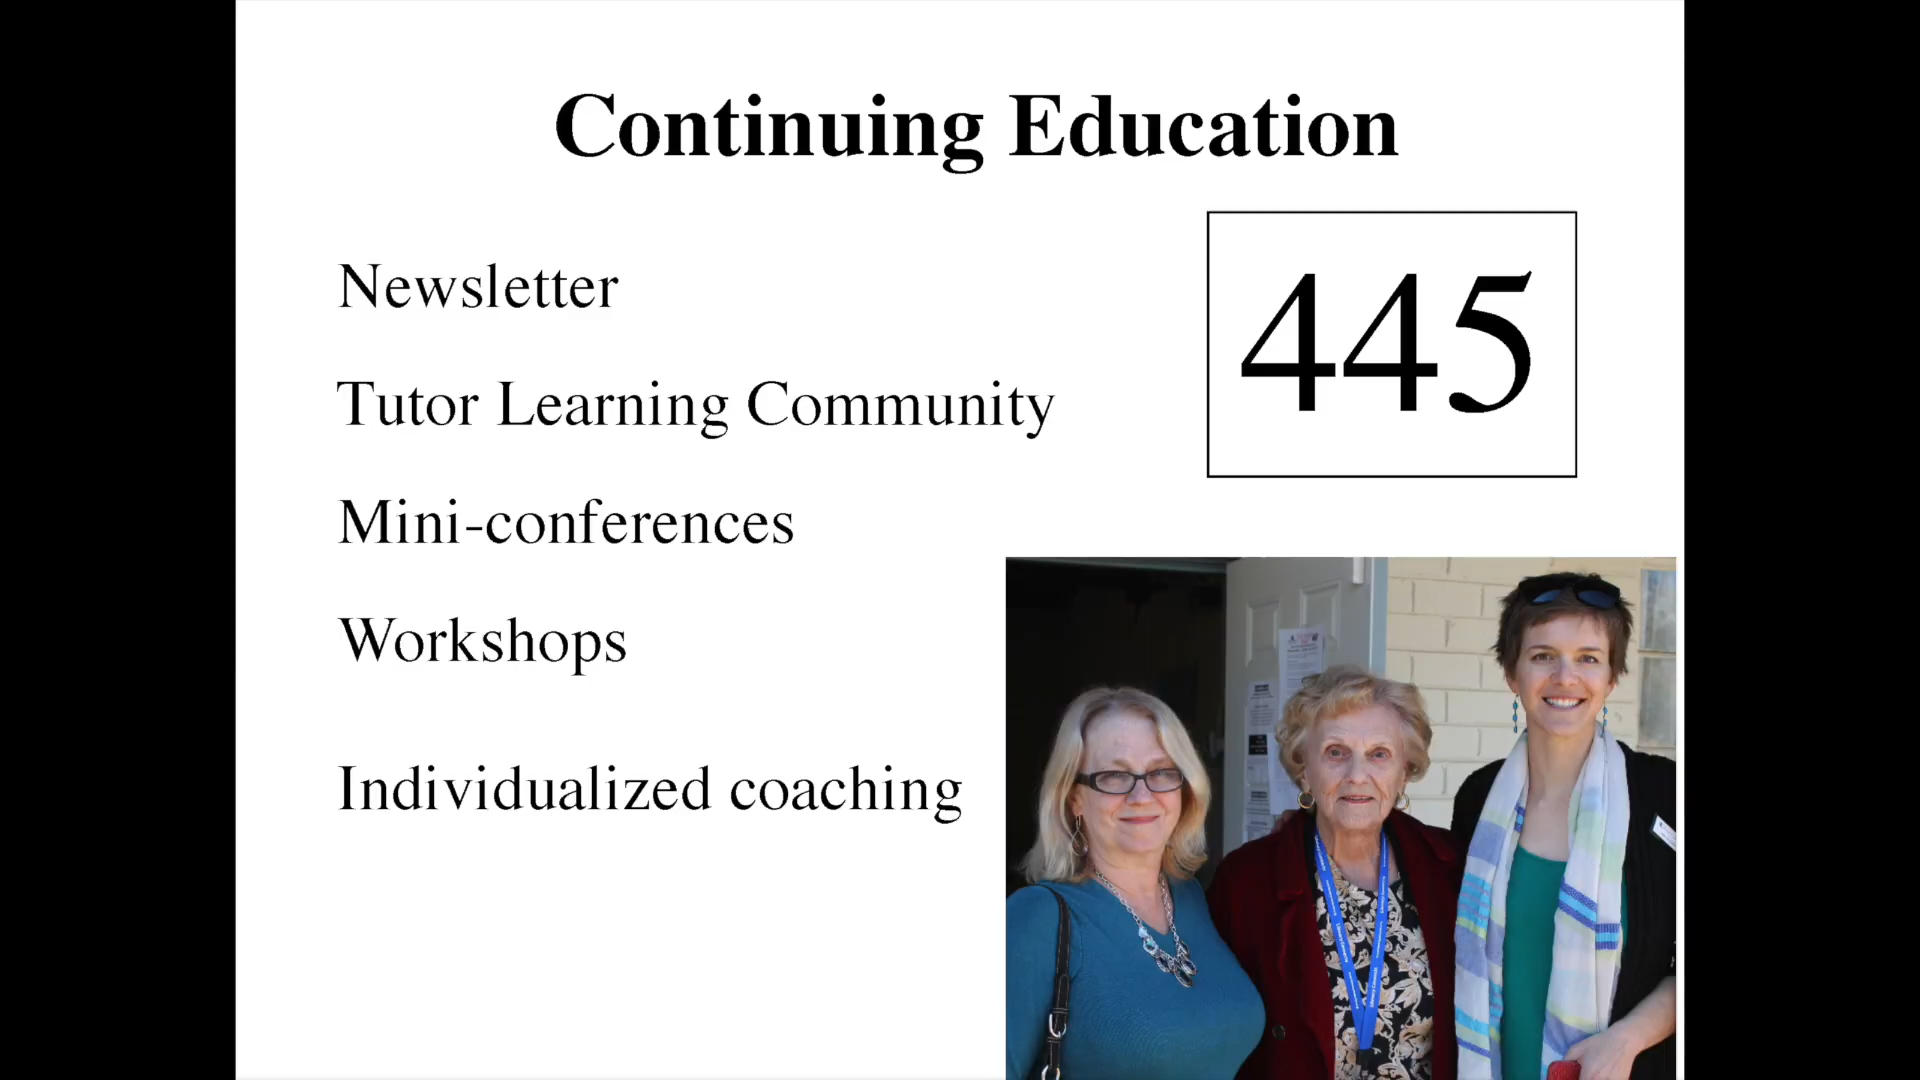 Continuing Education
Newsletter
445
Tutor Learning Community
Mini-conferences
Workshops
Individualized coaching